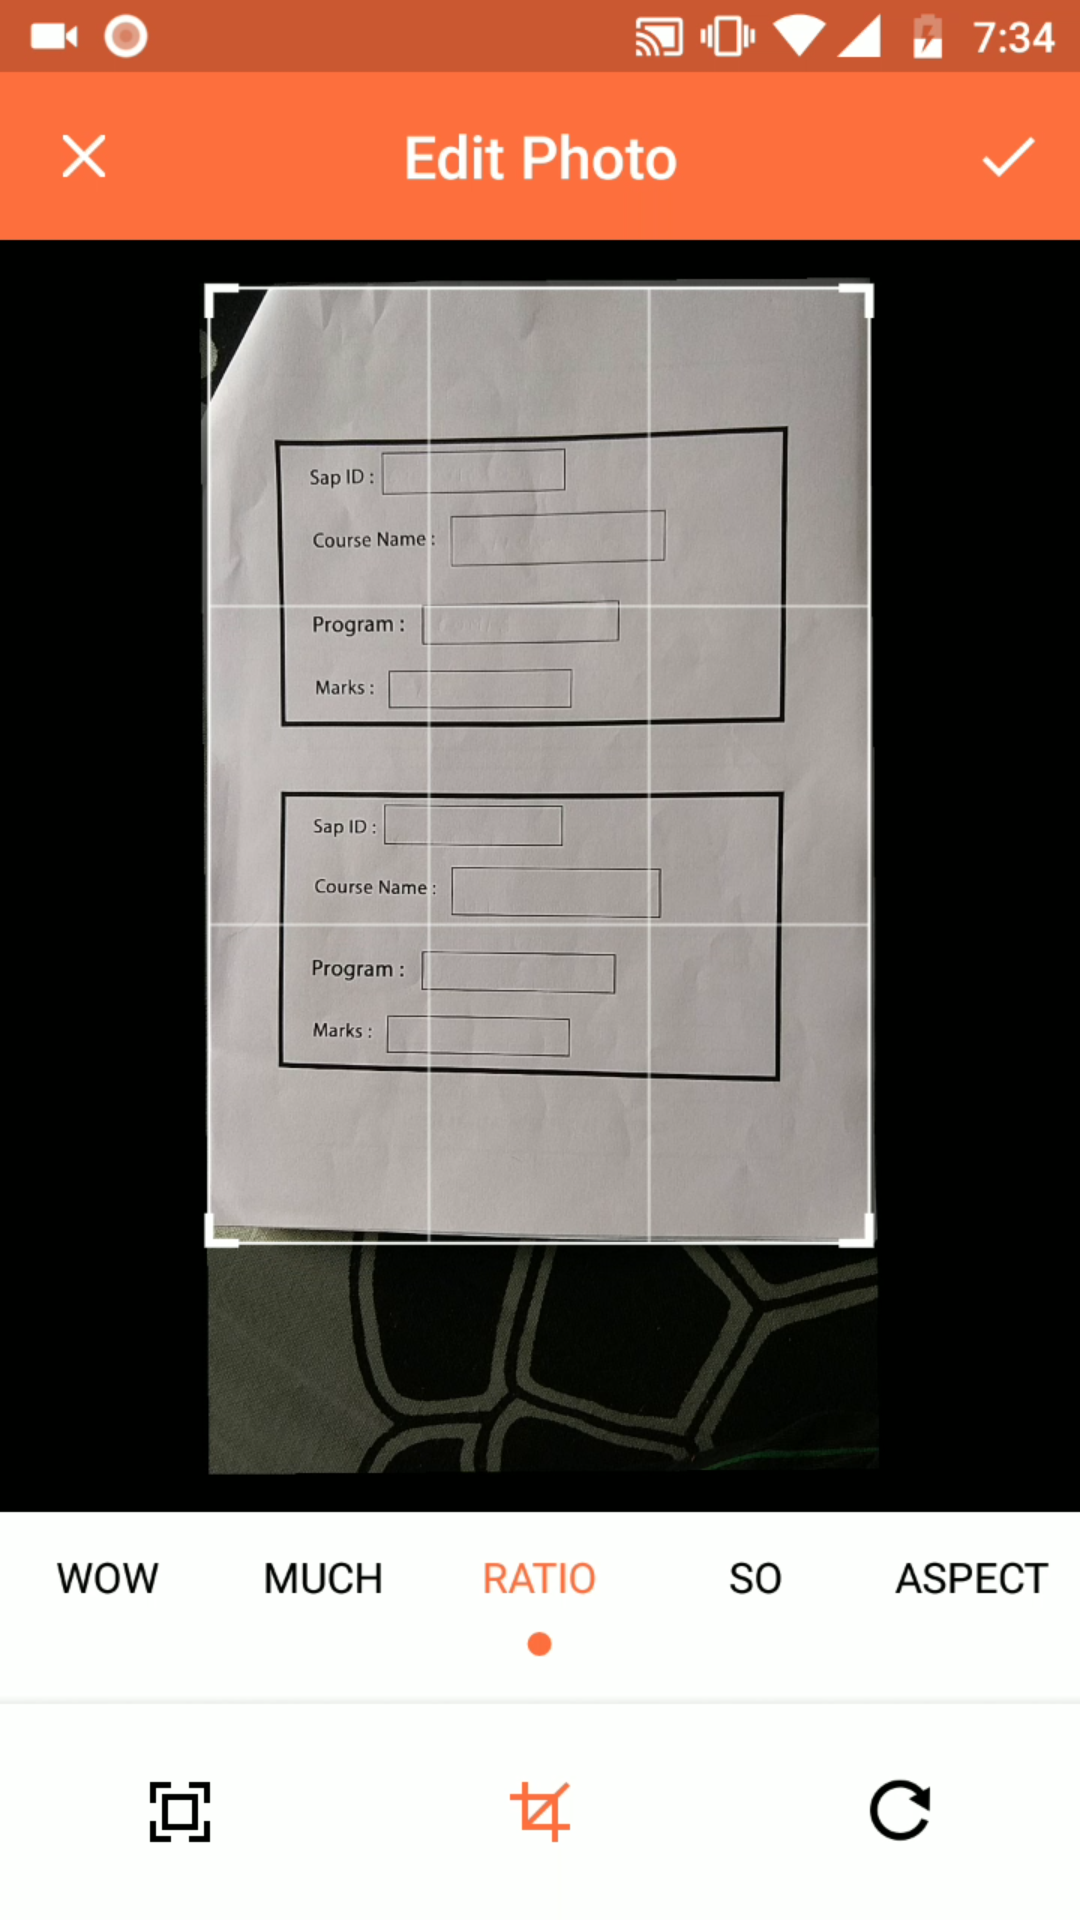 7:34
Edit Photo
Sap ID :
Course Name :
Program :
Marks :
Sap ID :
Course Name :
Program :
Marks :
WOW MUCH RATIO SO ASPECT